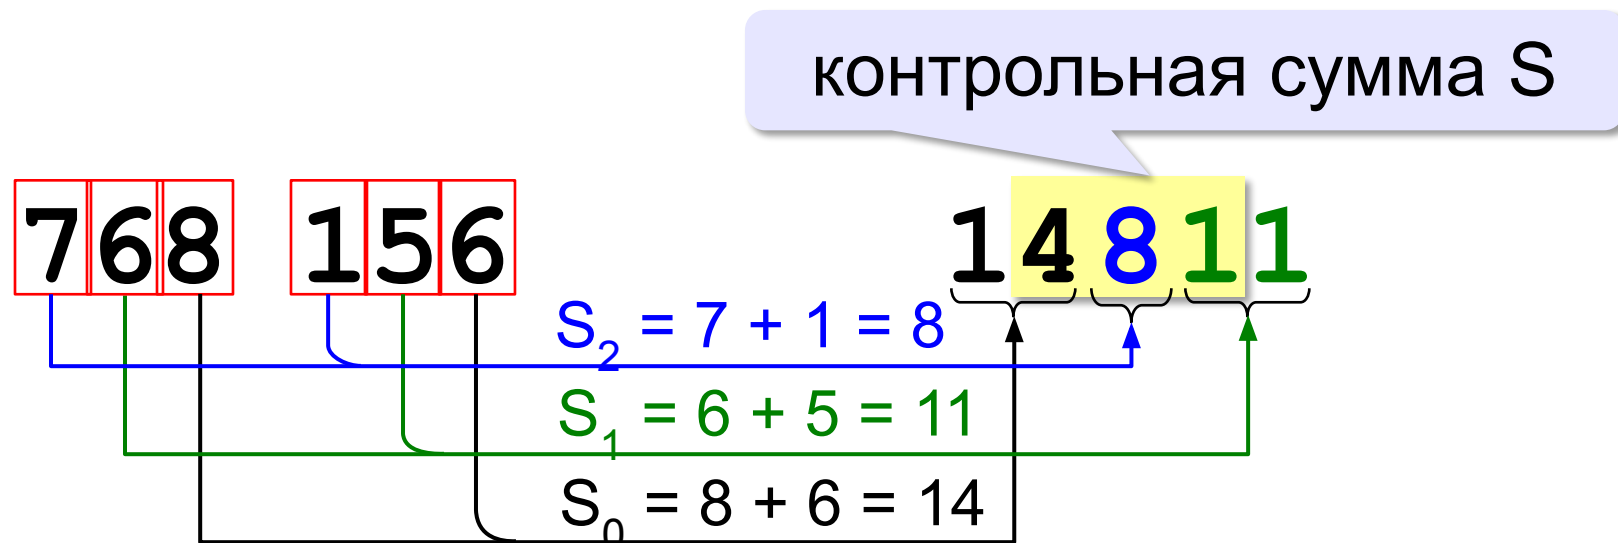 контрольная сумма S
768 156 14811
S₂ = 7 + 1 = 8
S₁ = 6 + 5 = 11
S₀ = 8 + 6 = 14